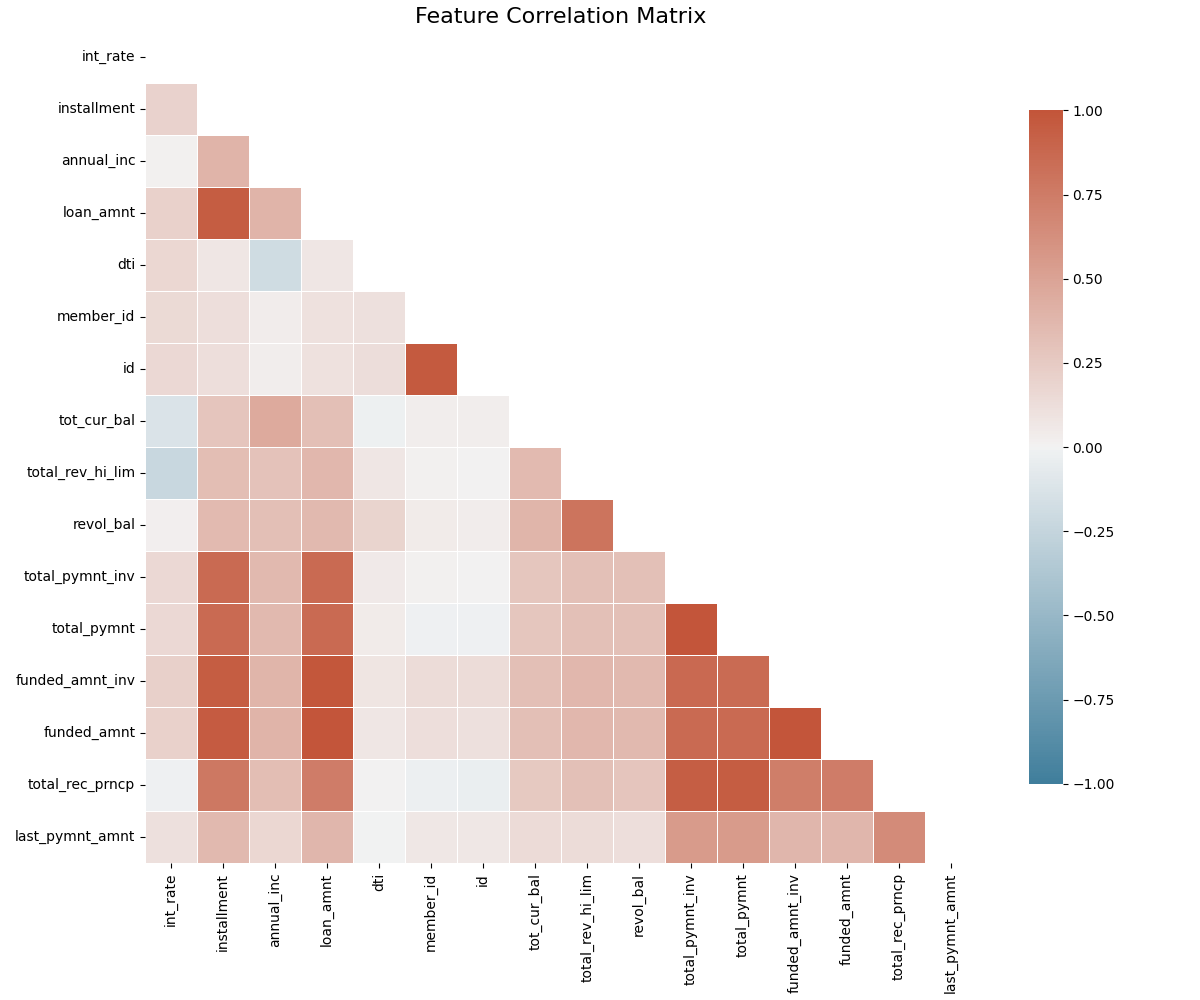 Feature Correlation Matrix
int_rate
installment
annual_inc
loan_amnt
dti
member_id
id
tot_cur_bal
total_rev_hi_lim
revol_bal
total_pymnt_inv
total_pymnt
funded_amnt_inv
funded_amnt
total_rec_prncp
last_pymnt_amnt
int_rate
installment
annual_inc
loan_amnt
dti
member_id
id
tot_cur_bal
total_rev_hi_lim
revol_bal
total_pymnt_inv
total_pymnt
funded_amnt_inv
funded_amnt
total_rec_prncp
last_pymnt_amnt
1.00
0.75
0.50
0.25
0.00
−0.25
−0.50
−0.75
−1.00